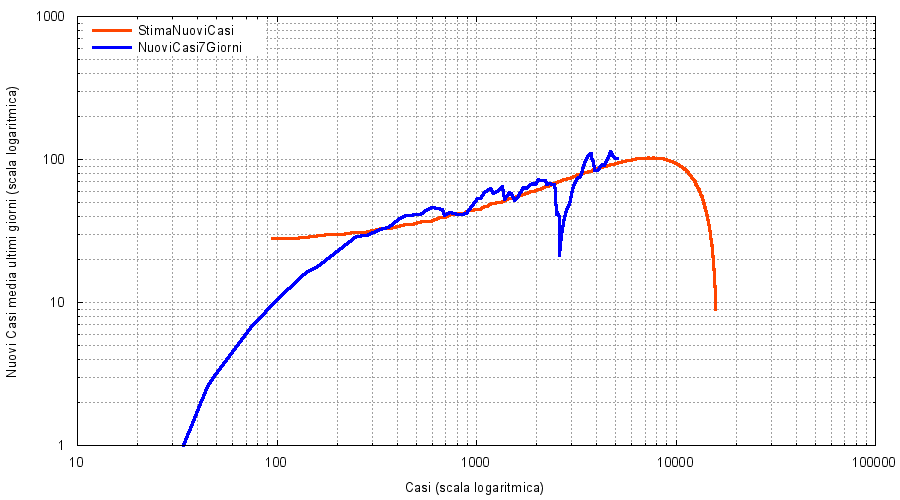 1000
StimaNuoviCasi
NuoviCasi7Giorni
100
10
1
Nuovi Casi media ultimi giorni (scala logaritmica)
10 100 1000 10000 100000
Casi (scala logaritmica)